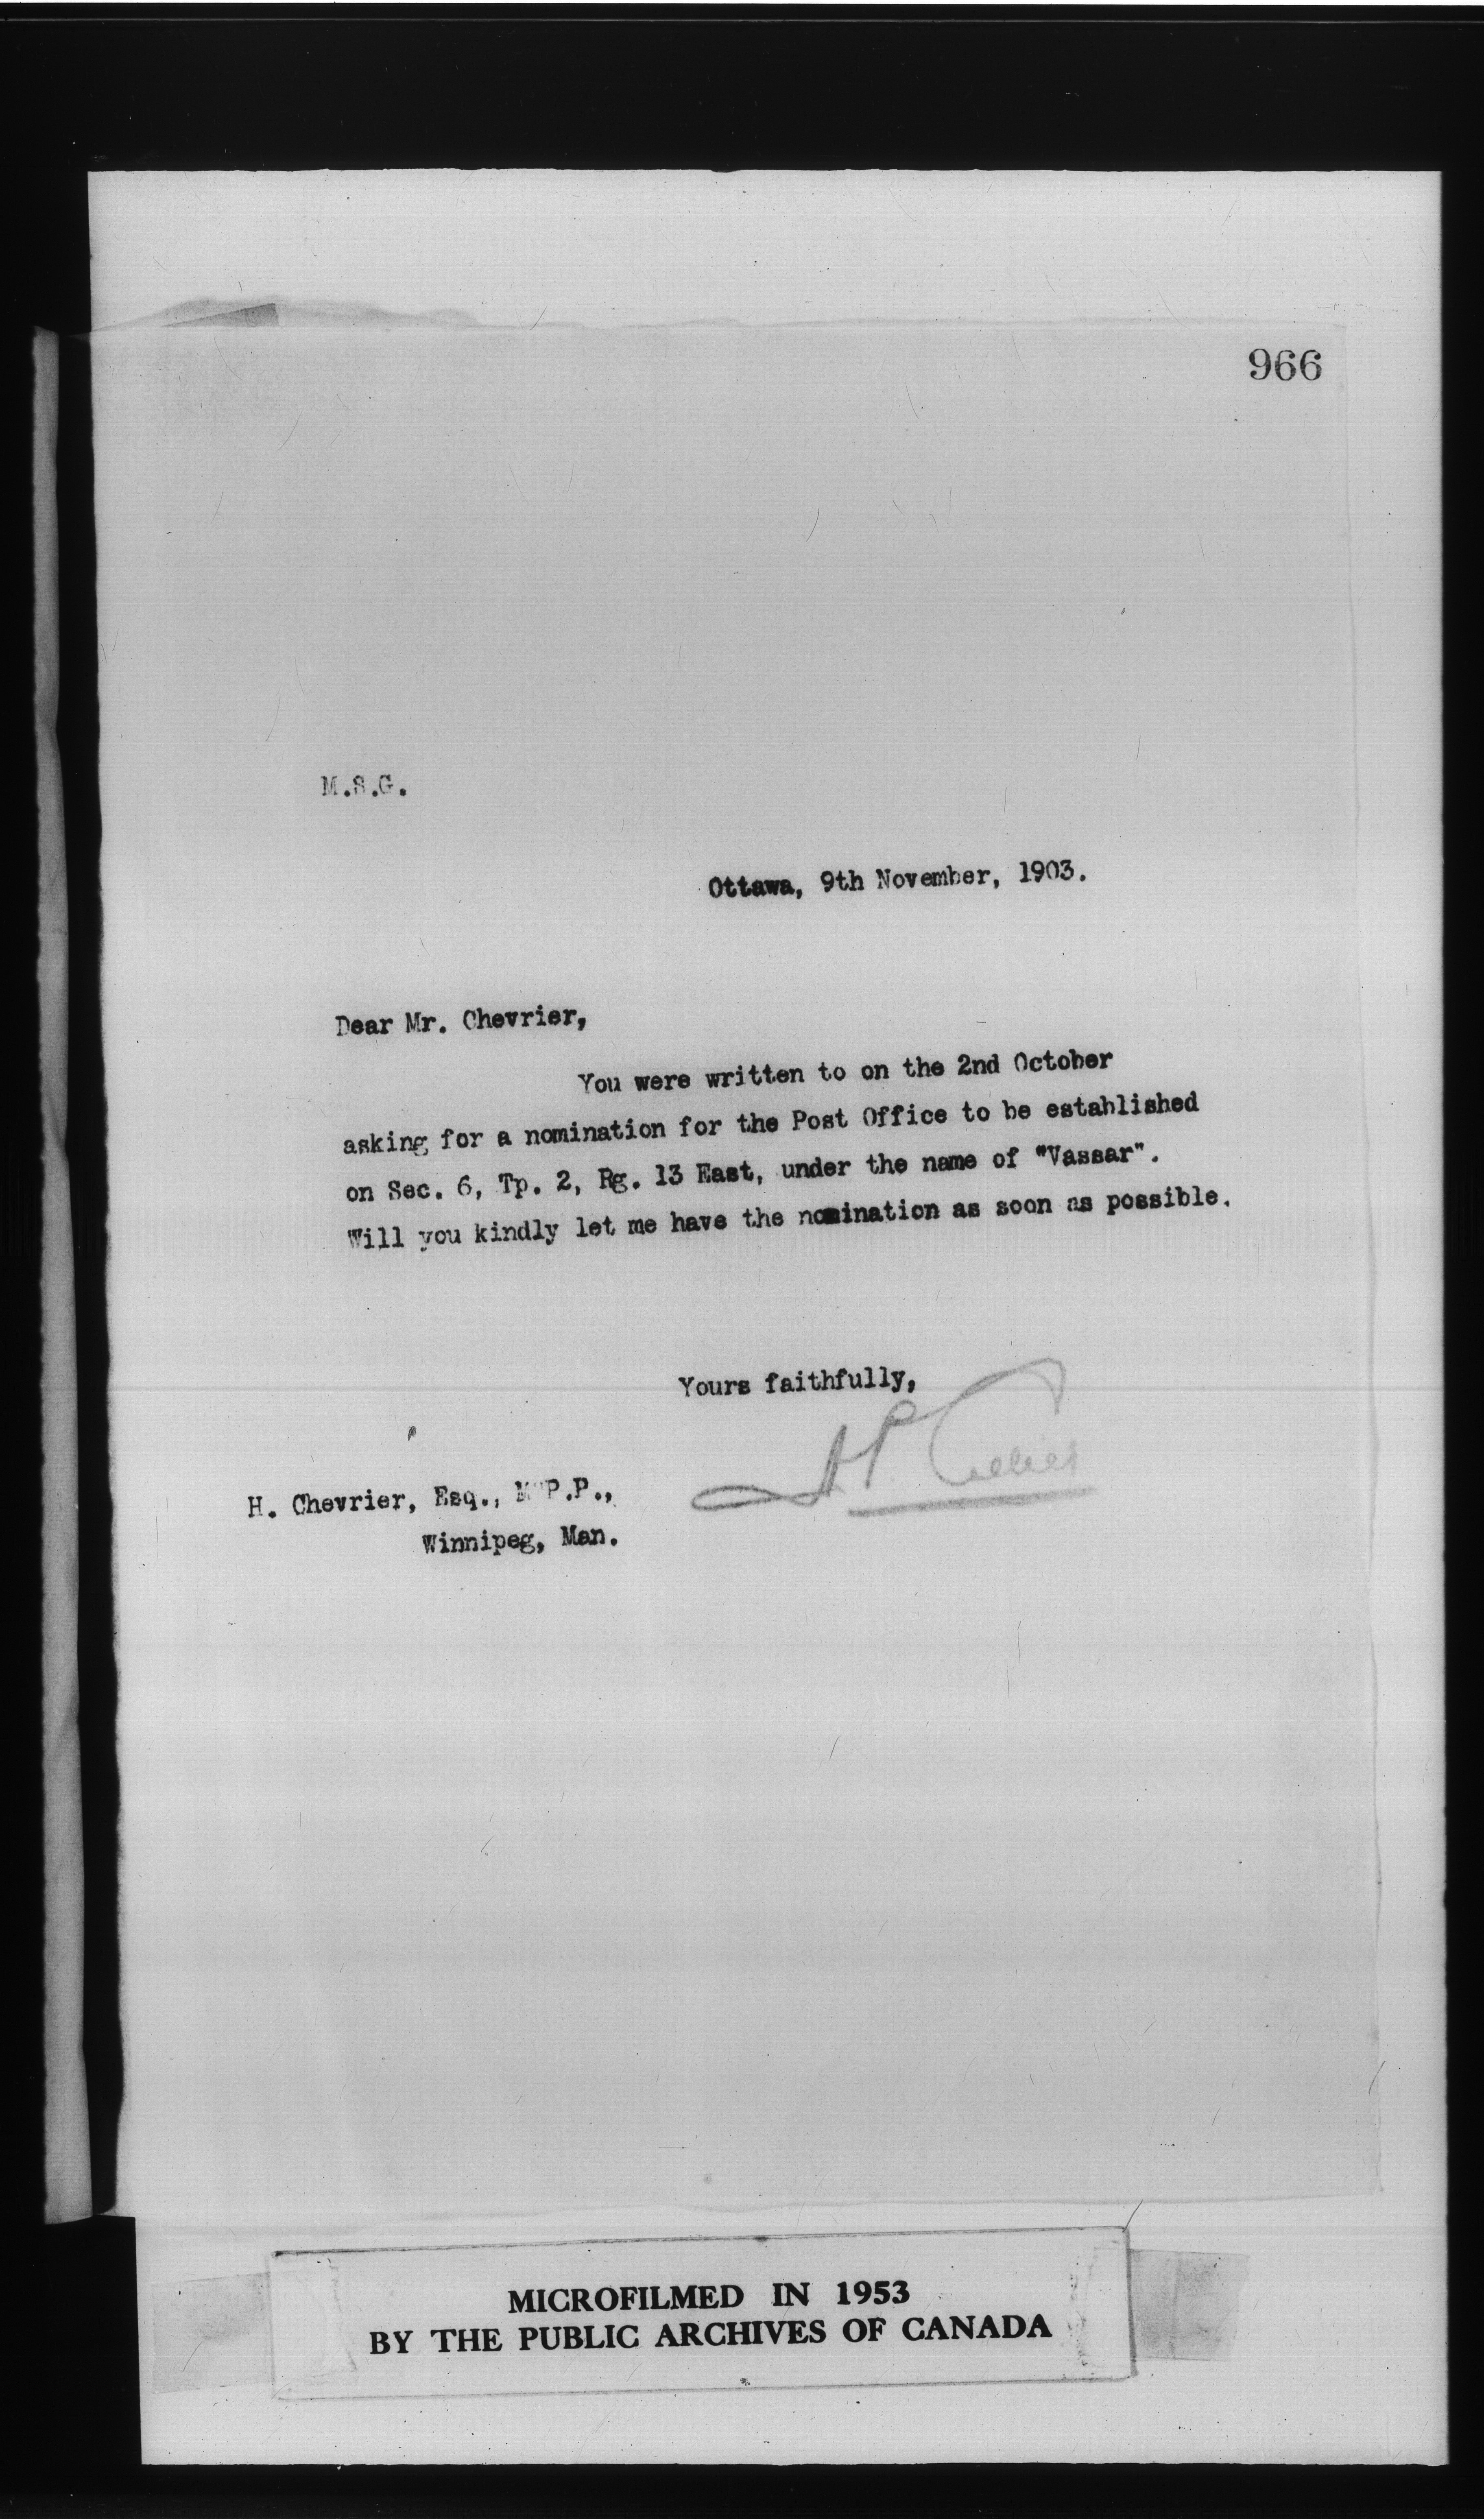 966
M.S.G.
Ottawa, 9th November, 1903.
Dear Mr. Chevrier,
You were written to on the 2nd October
asking for a nomination for the Post Office to be established
on Sec. 6, Tp. 2, Rg. 13 East, under the name of "Vassar".
Will you kindly let me have the nomination as soon as possible.
Yours faithfully,
H. Chevrier, Esq., M.P.P.,
Winnipeg, Man.
MICROFILMED IN 1953
BY THE PUBLIC ARCHIVES OF CANADA